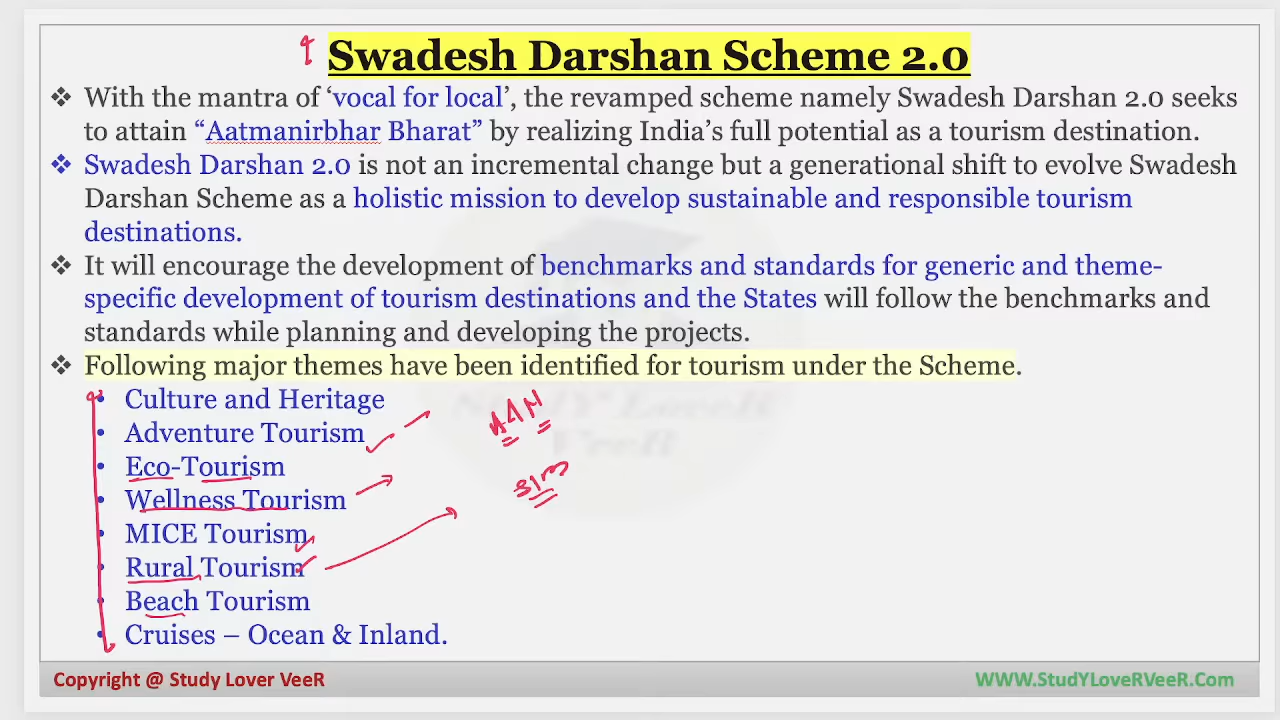 Swadesh Darshan Scheme 2.0
❖ With the mantra of ‘vocal for local’, the revamped scheme namely Swadesh Darshan 2.0 seeks
to attain “Aatmanirbhar Bharat” by realizing India’s full potential as a tourism destination.
❖ Swadesh Darshan 2.0 is not an incremental change but a generational shift to evolve Swadesh
Darshan Scheme as a holistic mission to develop sustainable and responsible tourism
destinations.
❖ It will encourage the development of benchmarks and standards for generic and theme-
specific development of tourism destinations and the States will follow the benchmarks and
standards while planning and developing the projects.
❖ Following major themes have been identified for tourism under the Scheme.
• Culture and Heritage
• Adventure Tourism
• Eco-Tourism
• Wellness Tourism
• MICE Tourism
• Rural Tourism
• Beach Tourism
• Cruises – Ocean & Inland.
STUDY LoveR
VeeR
Copyright @ Study Lover VeeR
WWW.StuDYLoveRVeeR.Com